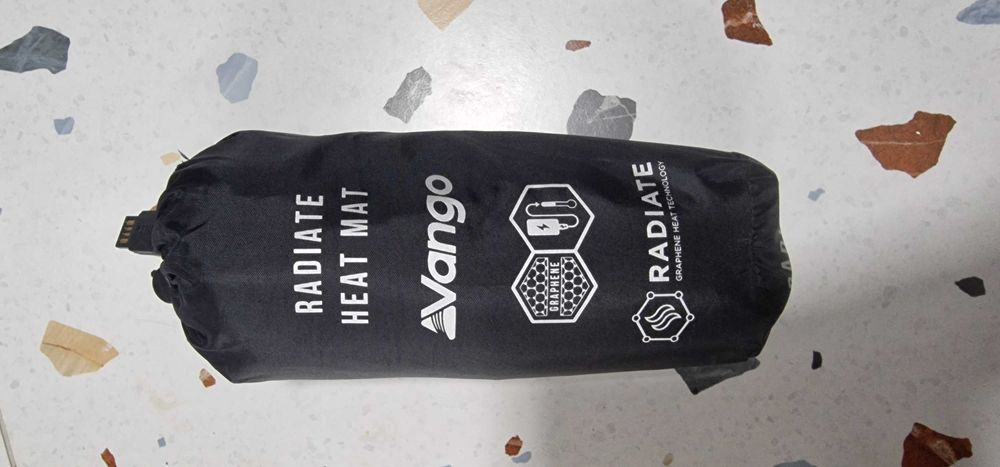 RADIATE
HEAT MAT
Vango
GRAPHENE
RADIATE
GRAPHENE HEAT TECHNOLOGY